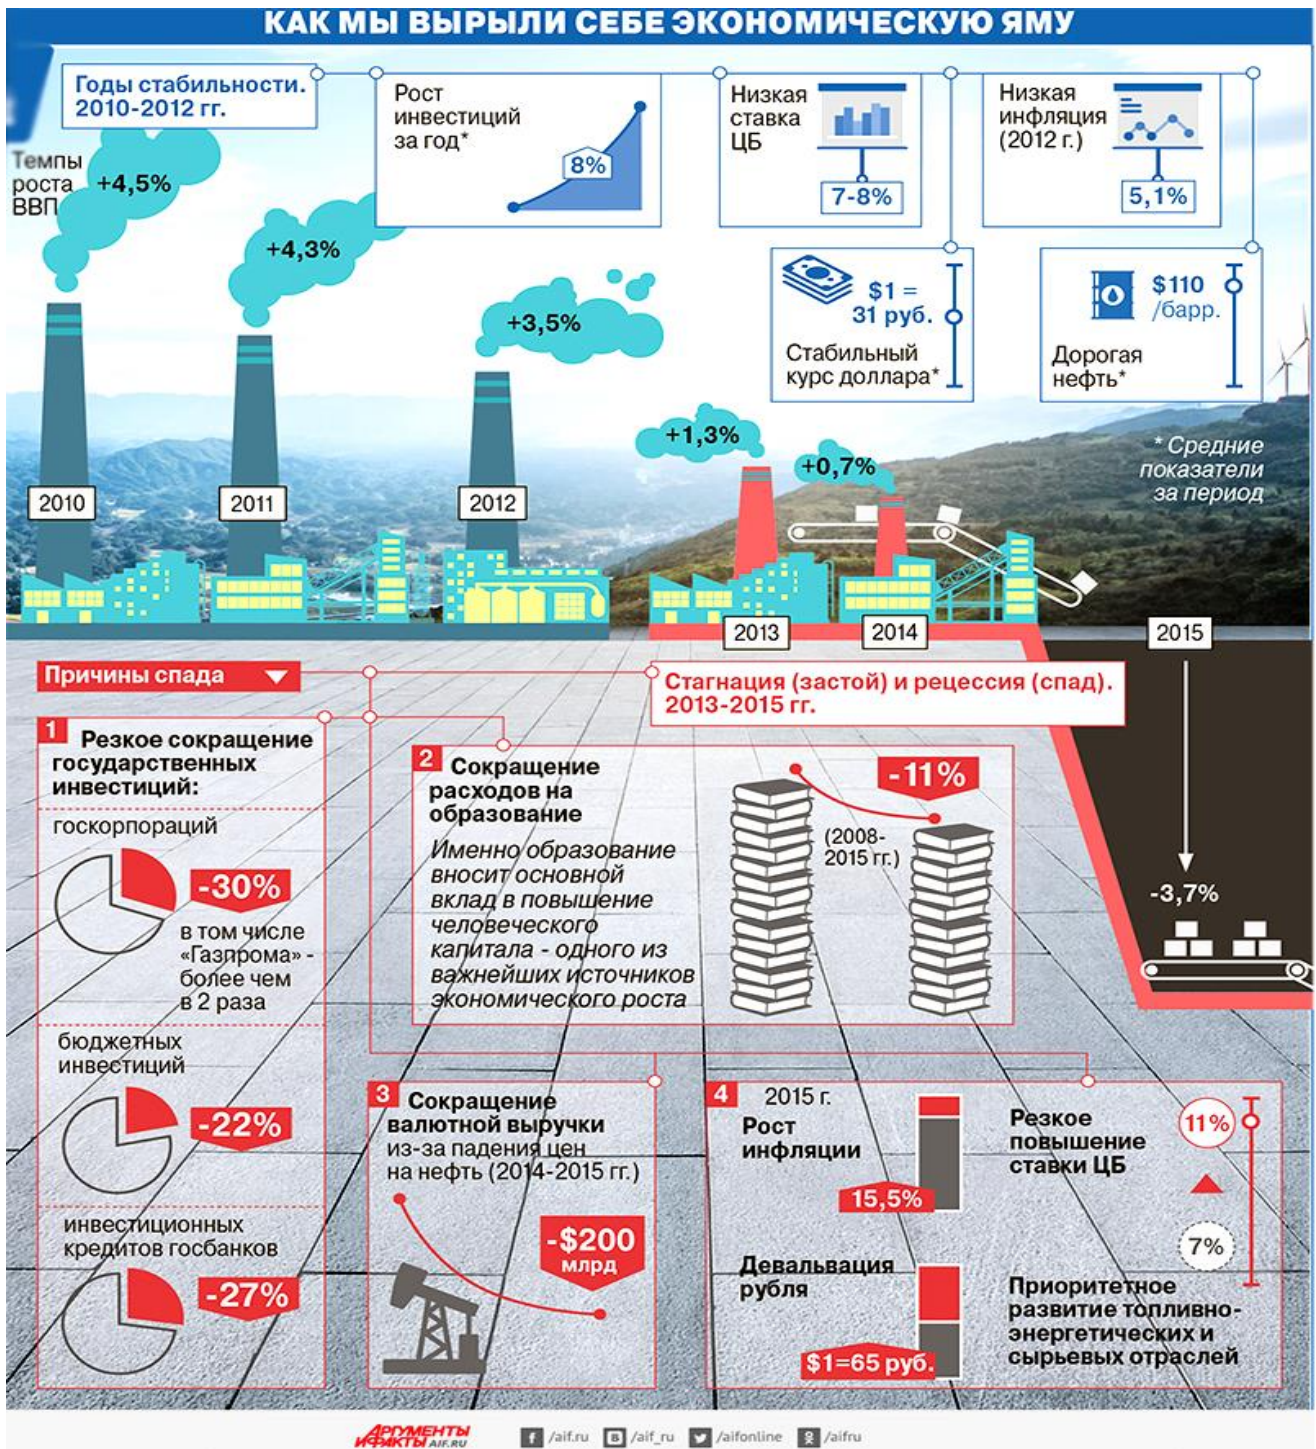 КАК МЫ ВЫРЫЛИ СЕБЕ ЭКОНОМИЧЕСКУЮ ЯМУ
Годы стабильности.
2010-2012 гг.
Темпы
роста
ВВП
+4,5%
+4,3%
+3,5%
Рост
инвестиций
за год*
8%
Низкая
ставка
ЦБ
7-8%
Низкая
инфляция
(2012 г.)
5,1%
$1 =
31 руб.
Стабильный
курс доллара*
$110
/барр.
Дорогая
нефть*
* Средние
показатели
за период
+1,3%
+0,7%
2010
2011
2012
2013
2014
2015
-3,7%
Стагнация (застой) и рецессия (спад).
2013-2015 гг.
Причины спада
1
Резкое сокращение
государственных
инвестиций:
госкорпораций
-30%
в том числе
«Газпрома» -
более чем
в 2 раза
бюджетных
инвестиций
-22%
инвестиционных
кредитов госбанков
-27%
2
Сокращение
расходов на
образование
Именно образование
вносит основной
вклад в повышение
человеческого
капитала - одного из
важнейших источников
экономического роста
-11%
(2008-
2015 гг.)
3
Сокращение
валютной выручки
из-за падения цен
на нефть (2014-2015 гг.)
-$200
млрд
4
2015 г.
Рост
инфляции
15,5%
Девальвация
рубля
$1=65 руб.
Резкое
повышение
ставки ЦБ
11%
7%
Приоритетное
развитие топливно-
энергетических и
сырьевых отраслей
АРГУМЕНТЫ
И ФАКТЫ AIF.RU
f /aif.ru
B /aif_ru
/aifonline
/aifru